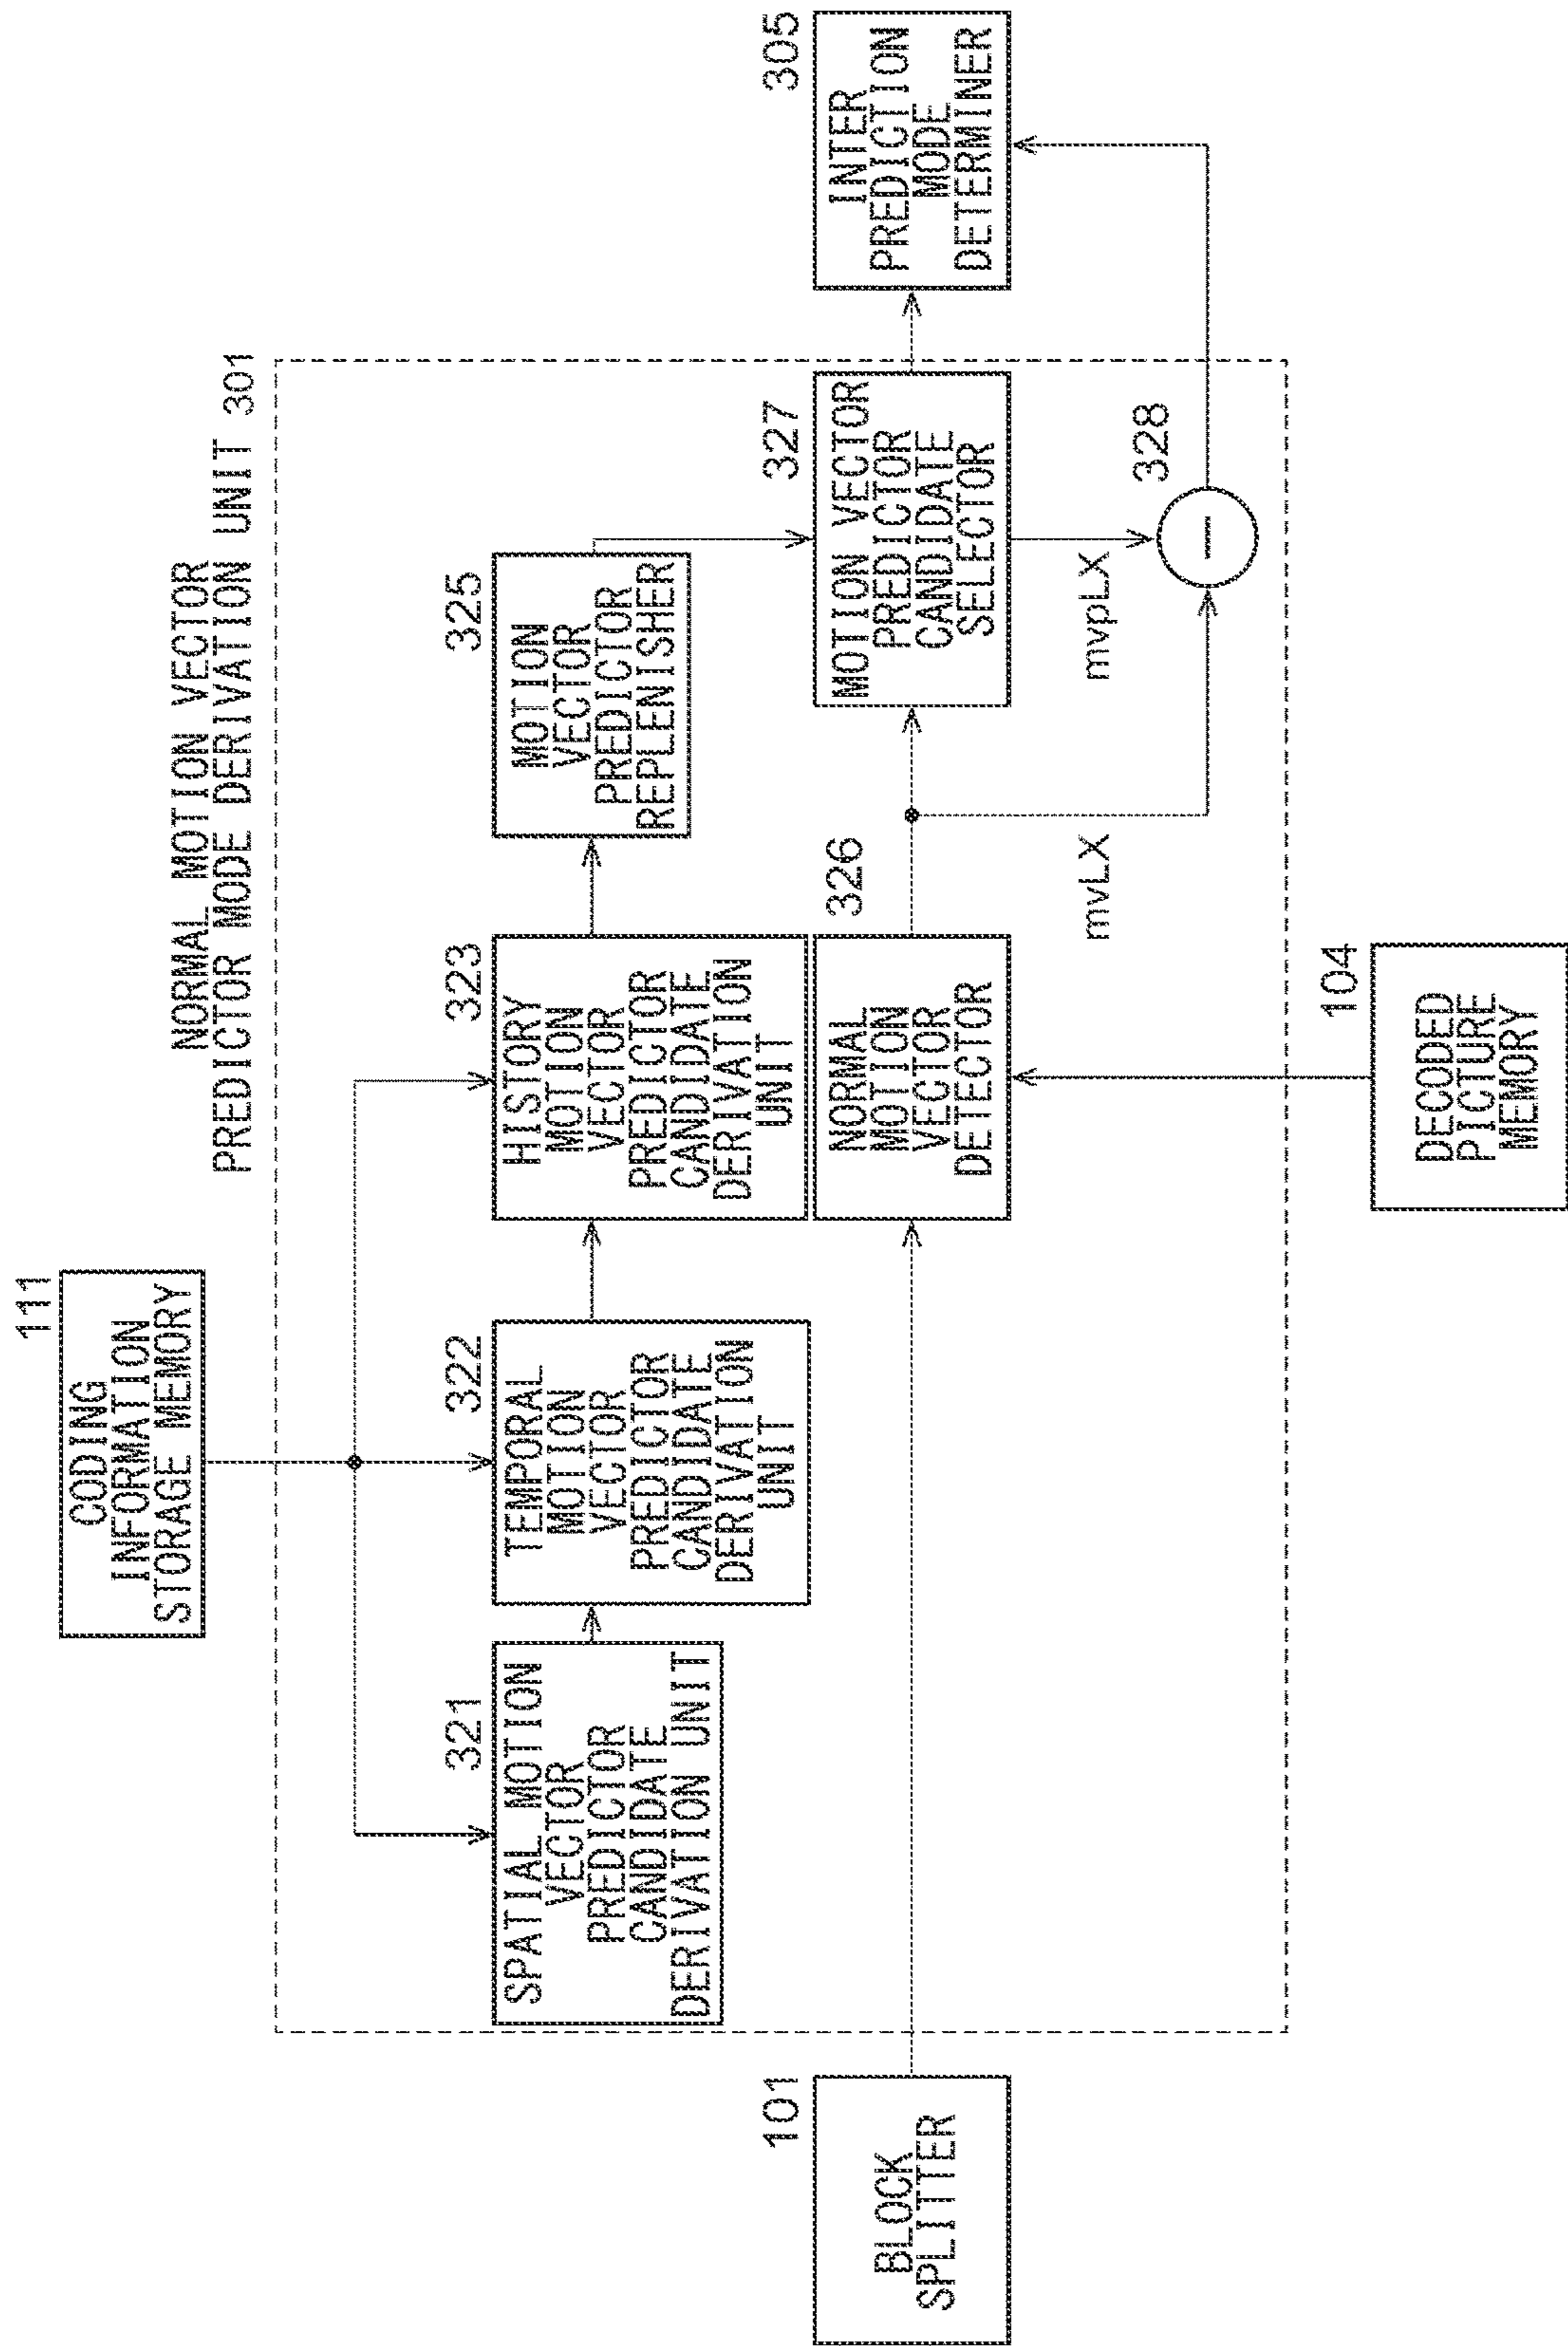 111
CODING
INFORMATION
STORAGE MEMORY
NORMAL MOTION VECTOR
PREDICTOR MODE DERIVATION UNIT 301
321
SPATIAL MOTION
VECTOR
PREDICTOR
CANDIDATE
DERIVATION UNIT
322
TEMPORAL
MOTION
VECTOR
PREDICTOR
CANDIDATE
DERIVATION
UNIT
323
HISTORY
MOTION
VECTOR
PREDICTOR
CANDIDATE
DERIVATION
UNIT
325
MOTION
VECTOR
PREDICTOR
REPLENISHER
101
BLOCK
SPLITTER
326
NORMAL
MOTION
VECTOR
DETECTOR
327
MOTION VECTOR
PREDICTOR
CANDIDATE
SELECTOR
305
INTER
PREDICTION
MODE
DETERMINER
mvLX
mvpLX
328
104
DECODED
PICTURE
MEMORY